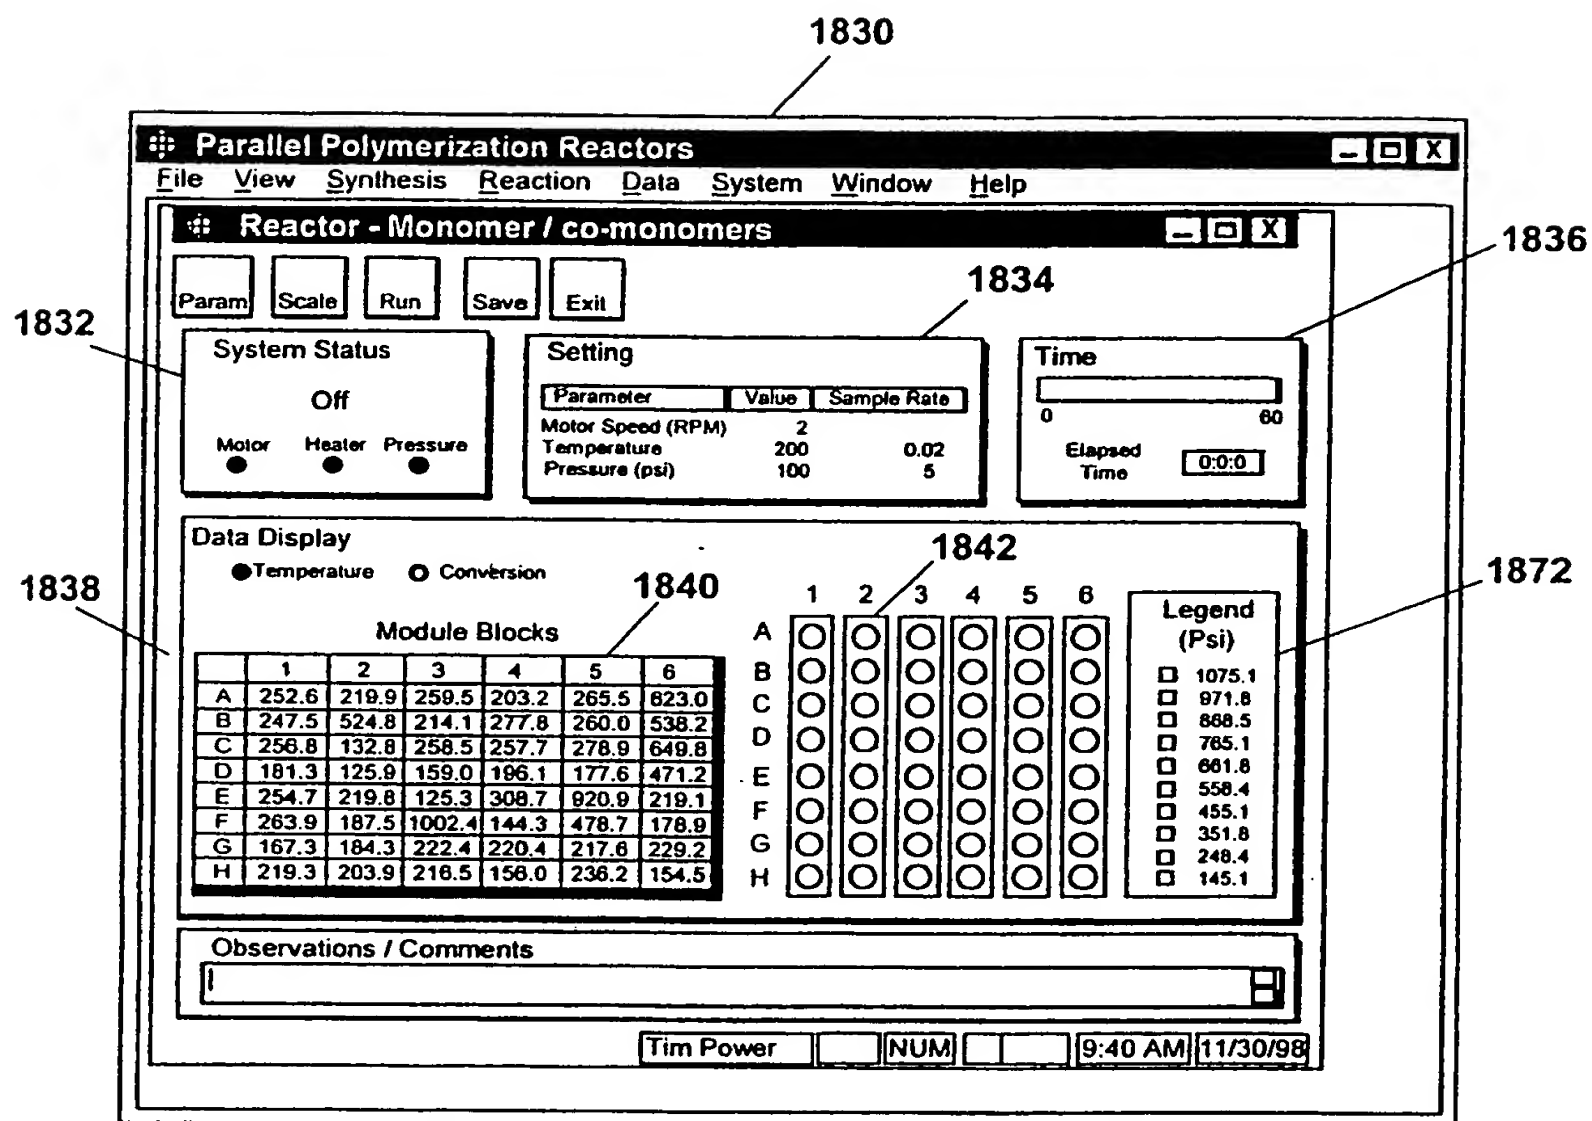 1830
Parallel Polymerization Reactors
File View Synthesis Reaction Data System Window Help
Reactor - Monomer / co-monomers
1836
Param Scale Run Save Exit
1834
1832
System Status
Off
Motor Heater Pressure
Setting
Parameter Value Sample Rate
Motor Speed (RPM) 2
Temperature 200 0.02
Pressure (psi) 100 5
Time
0 60
Elapsed Time 0:0:0
Data Display
Temperature Conversion
1838
1840
1842
1872
Module Blocks
1 2 3 4 5 6
A 252.6 219.9 259.5 203.2 265.5 623.0
B 247.5 524.8 214.1 277.8 260.0 538.2
C 256.8 132.8 258.5 257.7 278.9 649.8
D 181.3 125.9 159.0 196.1 177.6 471.2
E 254.7 219.8 125.3 308.7 920.9 219.1
F 263.9 187.5 1002.4 144.3 478.7 178.9
G 167.3 184.3 222.4 220.4 217.6 229.2
H 219.3 203.9 216.5 156.0 236.2 154.5
1 2 3 4 5 6
A
B
C
D
E
F
G
H
Legend
(Psi)
1075.1
971.8
868.5
765.1
661.8
558.4
455.1
351.8
248.4
145.1
Observations / Comments
Tim Power NUM 9:40 AM 11/30/98